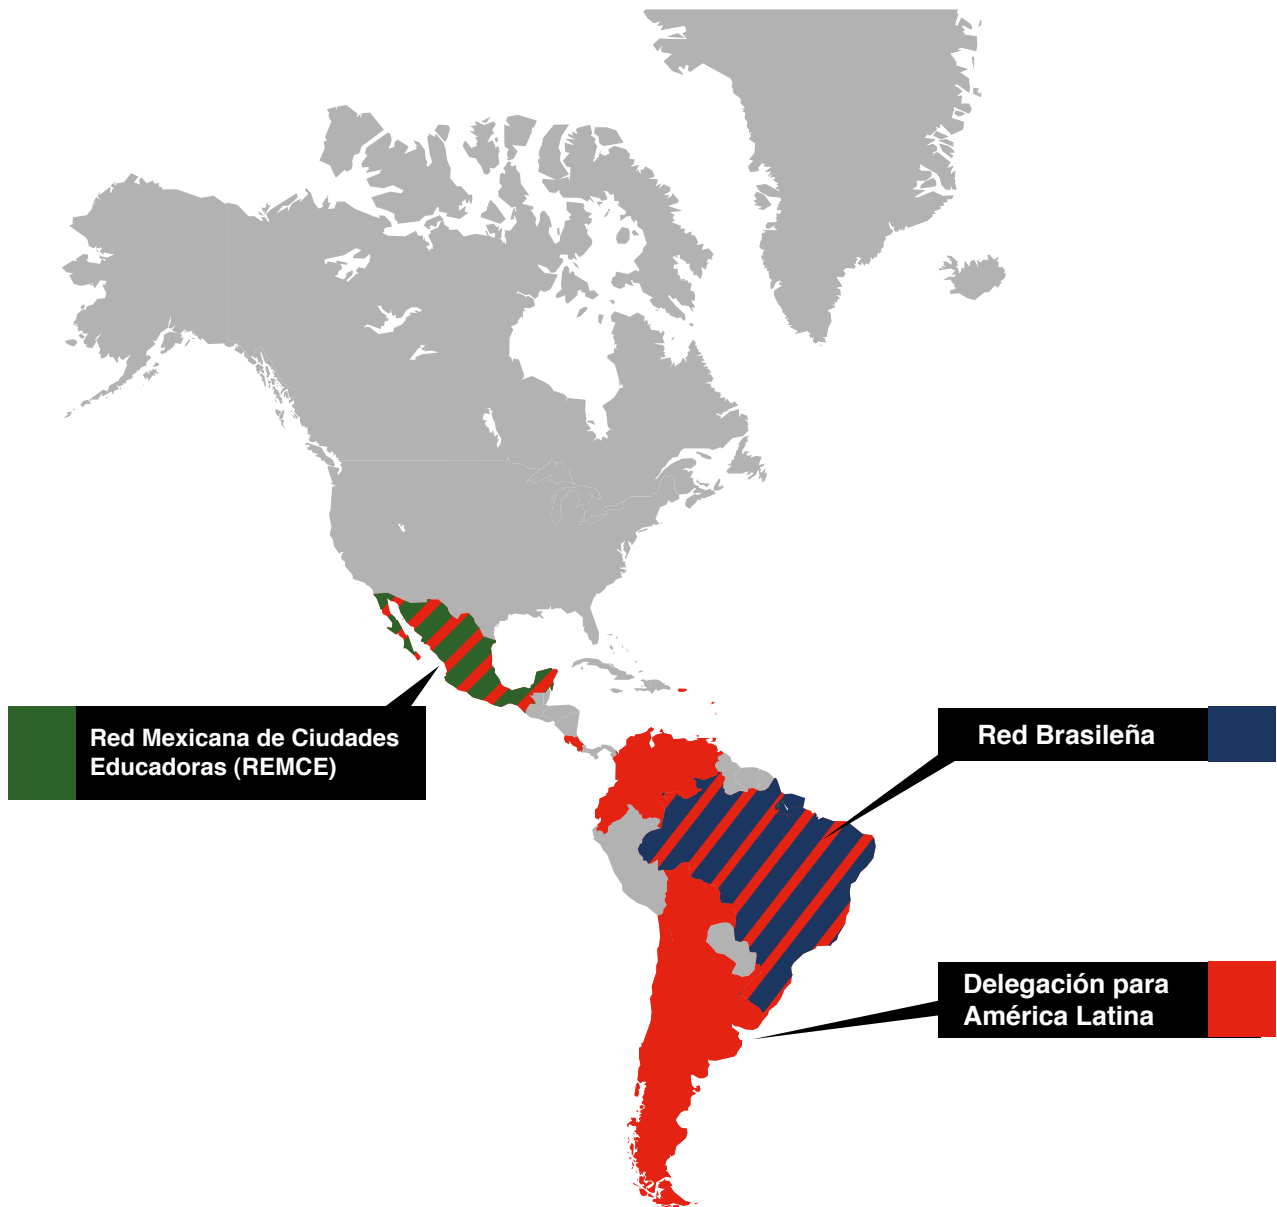 Red Mexicana de Ciudades
Educadoras (REMCE)
Red Brasileña
Delegación para
América Latina